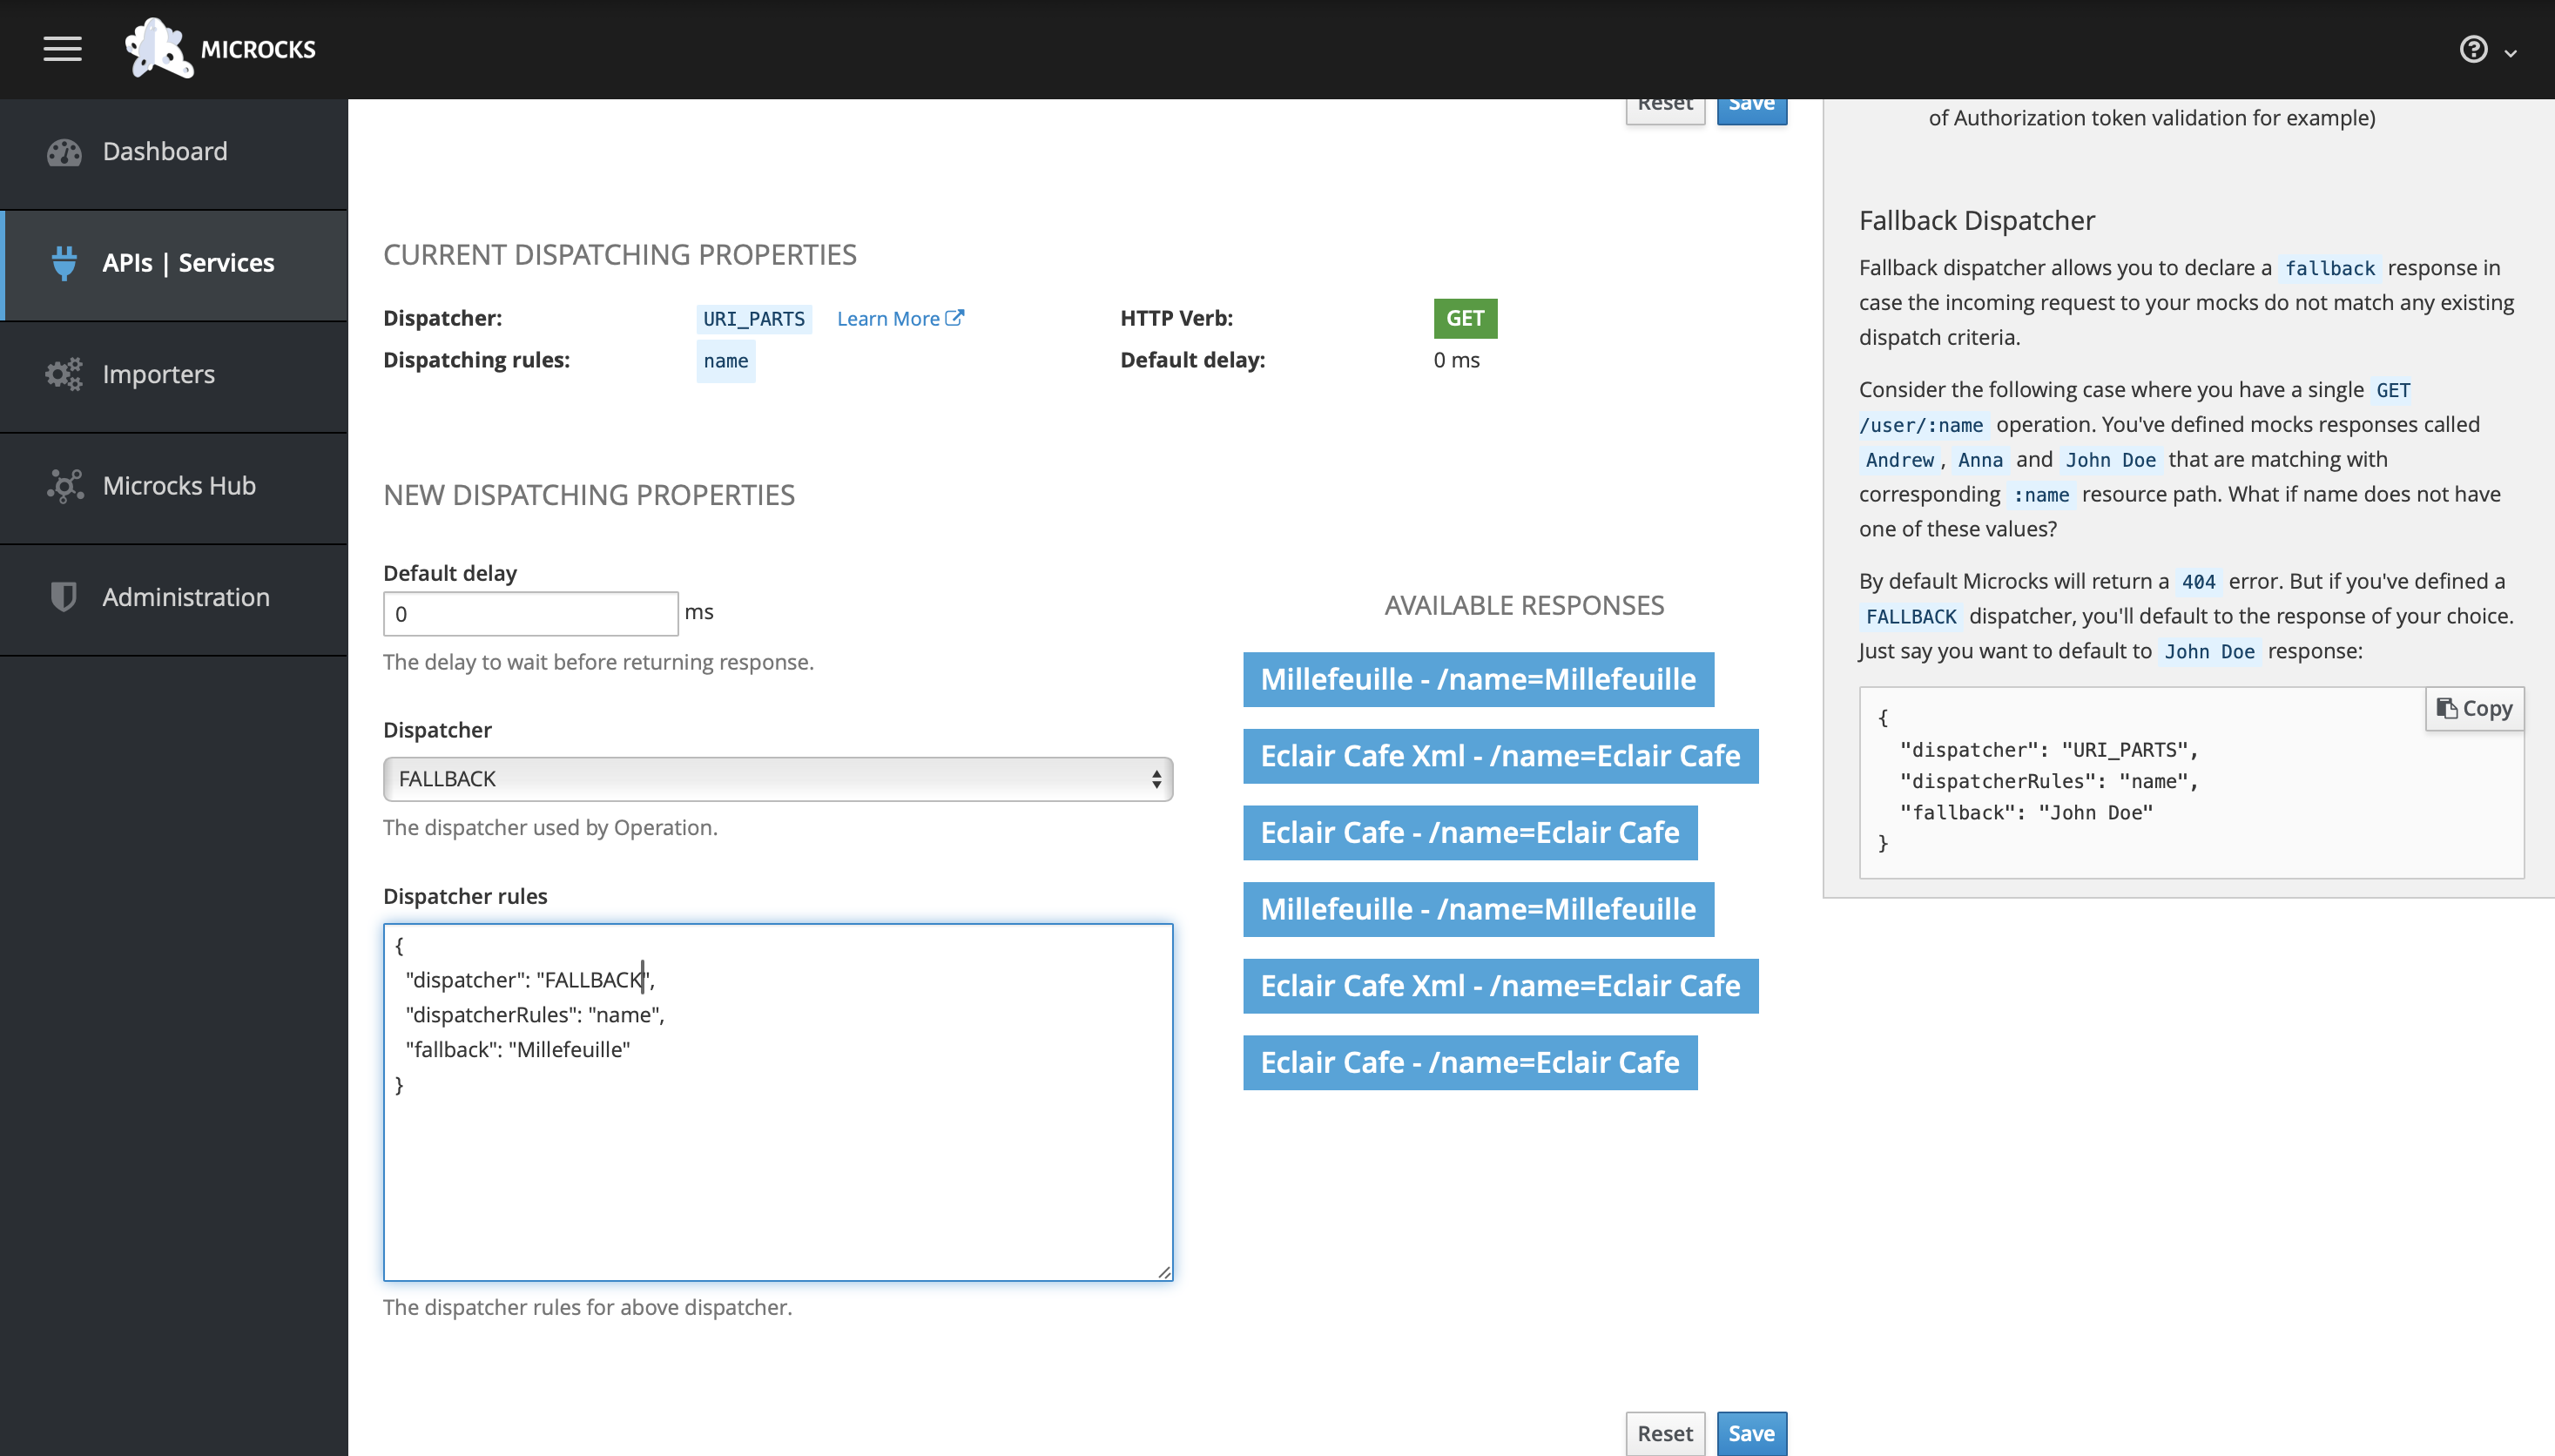 MICROCKS
Dashboard
APIs | Services
Importers
Microcks Hub
Administration
Reset
Save
CURRENT DISPATCHING PROPERTIES
Dispatcher:
URI_PARTS
Learn More
HTTP Verb:
GET
Dispatching rules:
name
Default delay:
0 ms
NEW DISPATCHING PROPERTIES
Default delay
0
ms
The delay to wait before returning response.
Dispatcher
FALLBACK
The dispatcher used by Operation.
Dispatcher rules
{
"dispatcher": "FALLBACK",
"dispatcherRules": "name",
"fallback": "Millefeuille"
}
The dispatcher rules for above dispatcher.
AVAILABLE RESPONSES
Millefeuille - /name=Millefeuille
Eclair Cafe Xml - /name=Eclair Cafe
Eclair Cafe - /name=Eclair Cafe
Millefeuille - /name=Millefeuille
Eclair Cafe Xml - /name=Eclair Cafe
Eclair Cafe - /name=Eclair Cafe
Reset
Save
of Authorization token validation for example)
Fallback Dispatcher
Fallback dispatcher allows you to declare a fallback response in
case the incoming request to your mocks do not match any existing
dispatch criteria.
Consider the following case where you have a single GET
/user/:name operation. You've defined mocks responses called
Andrew , Anna and John Doe that are matching with
corresponding :name resource path. What if name does not have
one of these values?
By default Microcks will return a 404 error. But if you've defined a
FALLBACK dispatcher, you'll default to the response of your choice.
Just say you want to default to John Doe response:
Copy
{
"dispatcher": "URI_PARTS",
"dispatcherRules": "name",
"fallback": "John Doe"
}